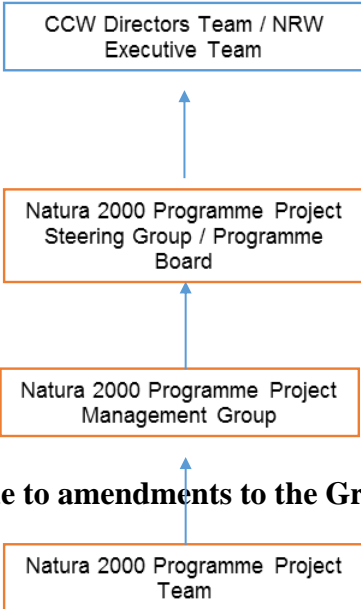 CCW Directors Team / NRW
Executive Team
Natura 2000 Programme Project
Steering Group / Programme
Board
Natura 2000 Programme Project
Management Group
to amendments to the
Natura 2000 Programme Project
Team